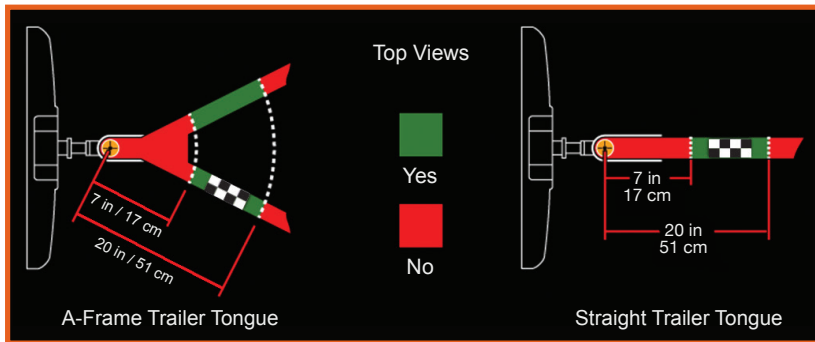 Top Views
Yes
No
7 in / 17 cm
20 in / 51 cm
A-Frame Trailer Tongue
7 in
17 cm
20 in
51 cm
Straight Trailer Tongue